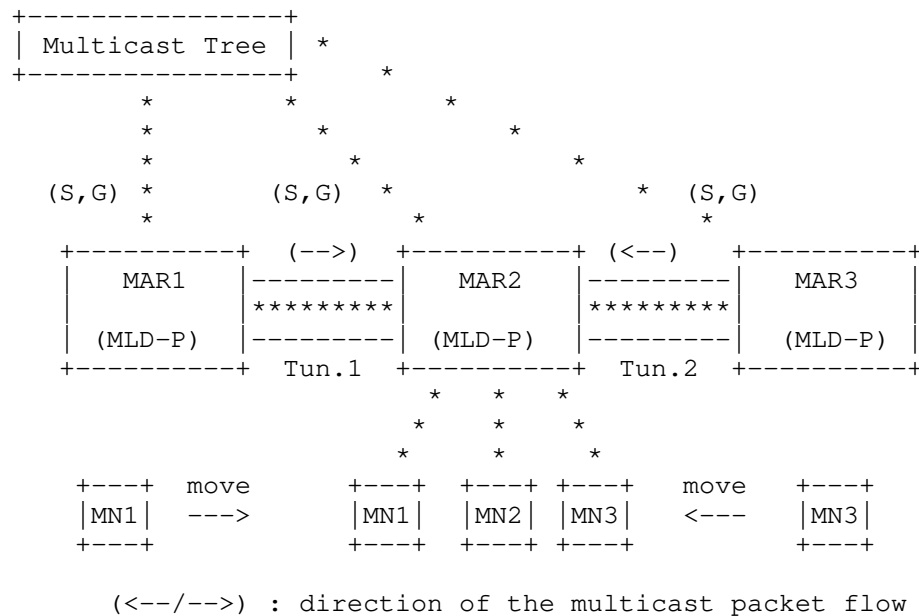 Multicast Tree
(S,G) (S,G) (S,G)
(-->) (<--)
MAR1 MAR2 MAR3
(MLD-P) (MLD-P) (MLD-P)
Tun.1 Tun.2
move move
MN1 ---> MN1 MN2 MN3 <--- MN3
(<--/-->) : direction of the multicast packet flow